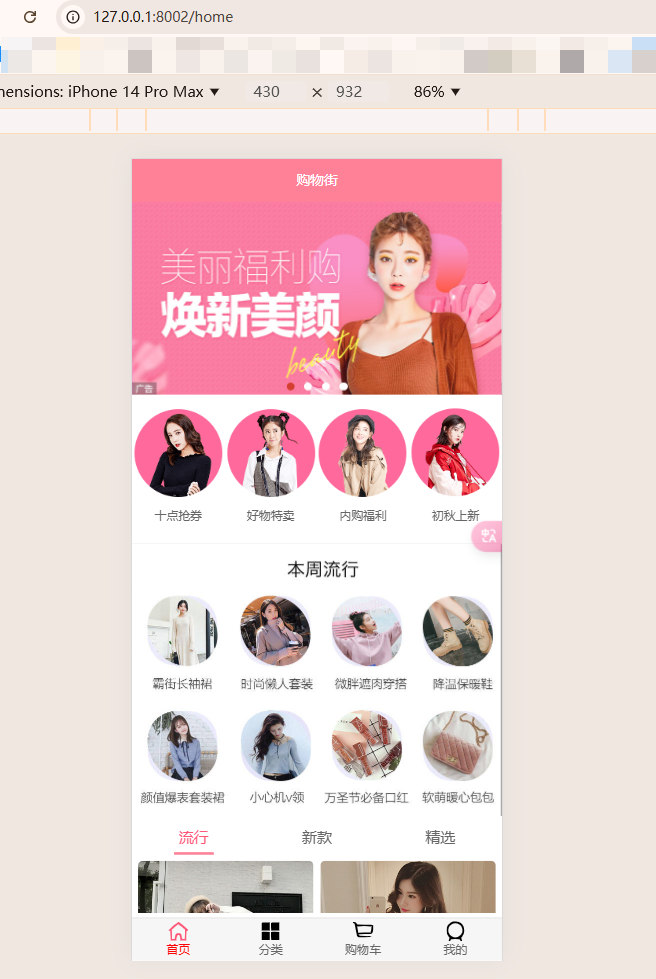 127.0.0.1:8002/home
mensions: iPhone 14 Pro Max ▼ 430 × 932 86% ▼
购物街
美丽福利购
焕新美颜
beauty
广告
十点抢券 好物特卖 内购福利 初秋上新
本周流行
霸街长袖裙 时尚懒人套装 微胖遮肉穿搭 降温保暖鞋
颜值爆表套装裙 小心机v领 万圣节必备口红 软萌暖心包包
流行 新款 精选
首页 分类 购物车 我的